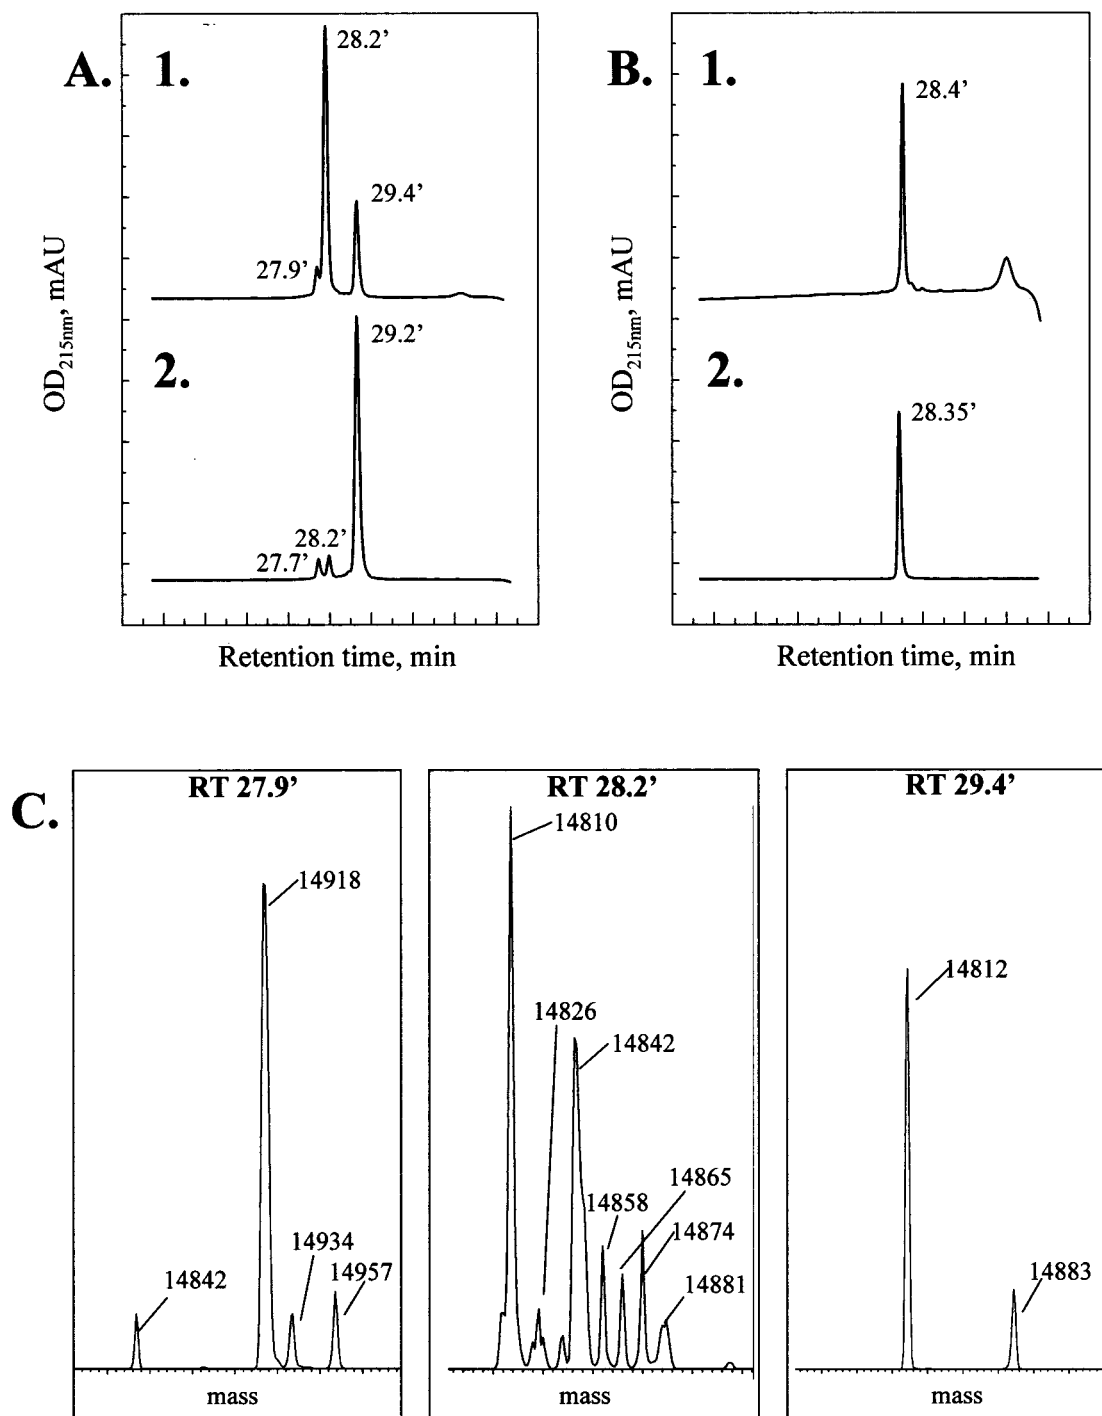 A.
1.
28.2'
29.4'
27.9'
2.
29.2'
28.2'
27.7'
OD215nm, mAU
Retention time, min
B.
1.
28.4'
2.
28.35'
OD215nm, mAU
Retention time, min
C.
RT 27.9'
14918
14842
14934
14957
mass
RT 28.2'
14810
14826
14842
14858
14865
14874
14881
mass
RT 29.4'
14812
14883
mass